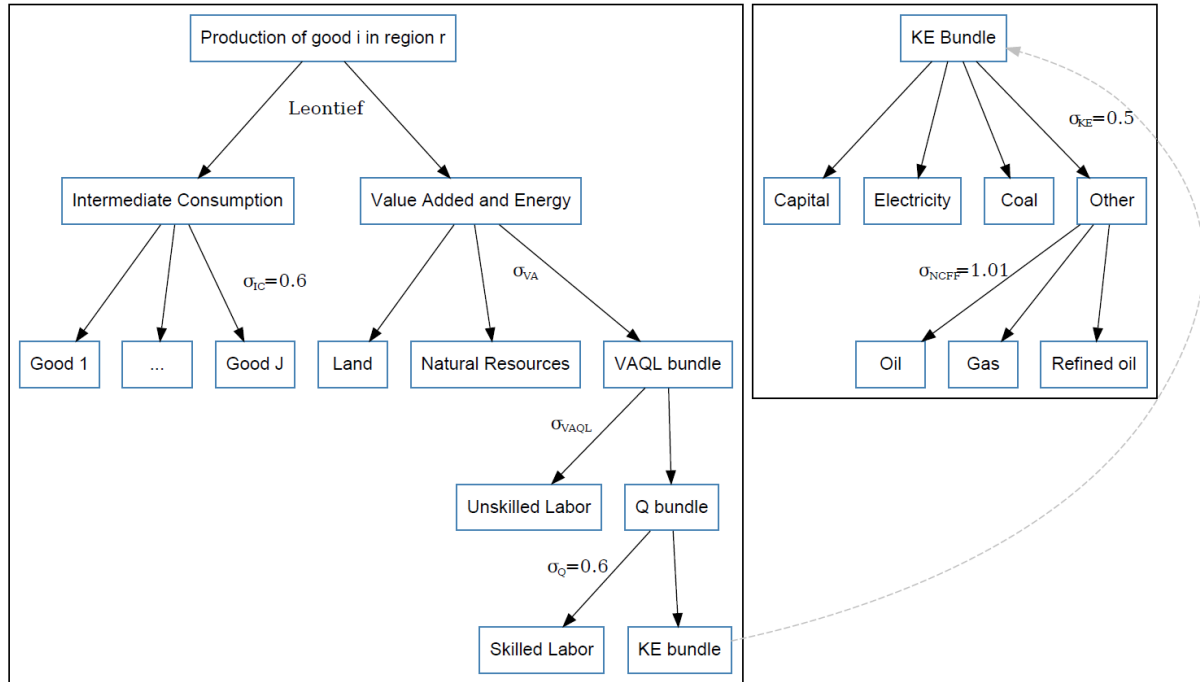 Production of good i in region r
Leontief
Intermediate Consumption
Value Added and Energy
σIC=0.6
σVA
Good 1
...
Good J
Land
Natural Resources
VAQL bundle
σVAQL
Unskilled Labor
Q bundle
σQ=0.6
Skilled Labor
KE bundle
KE Bundle
σKE=0.5
Capital
Electricity
Coal
Other
σNCFF=1.01
Oil
Gas
Refined oil